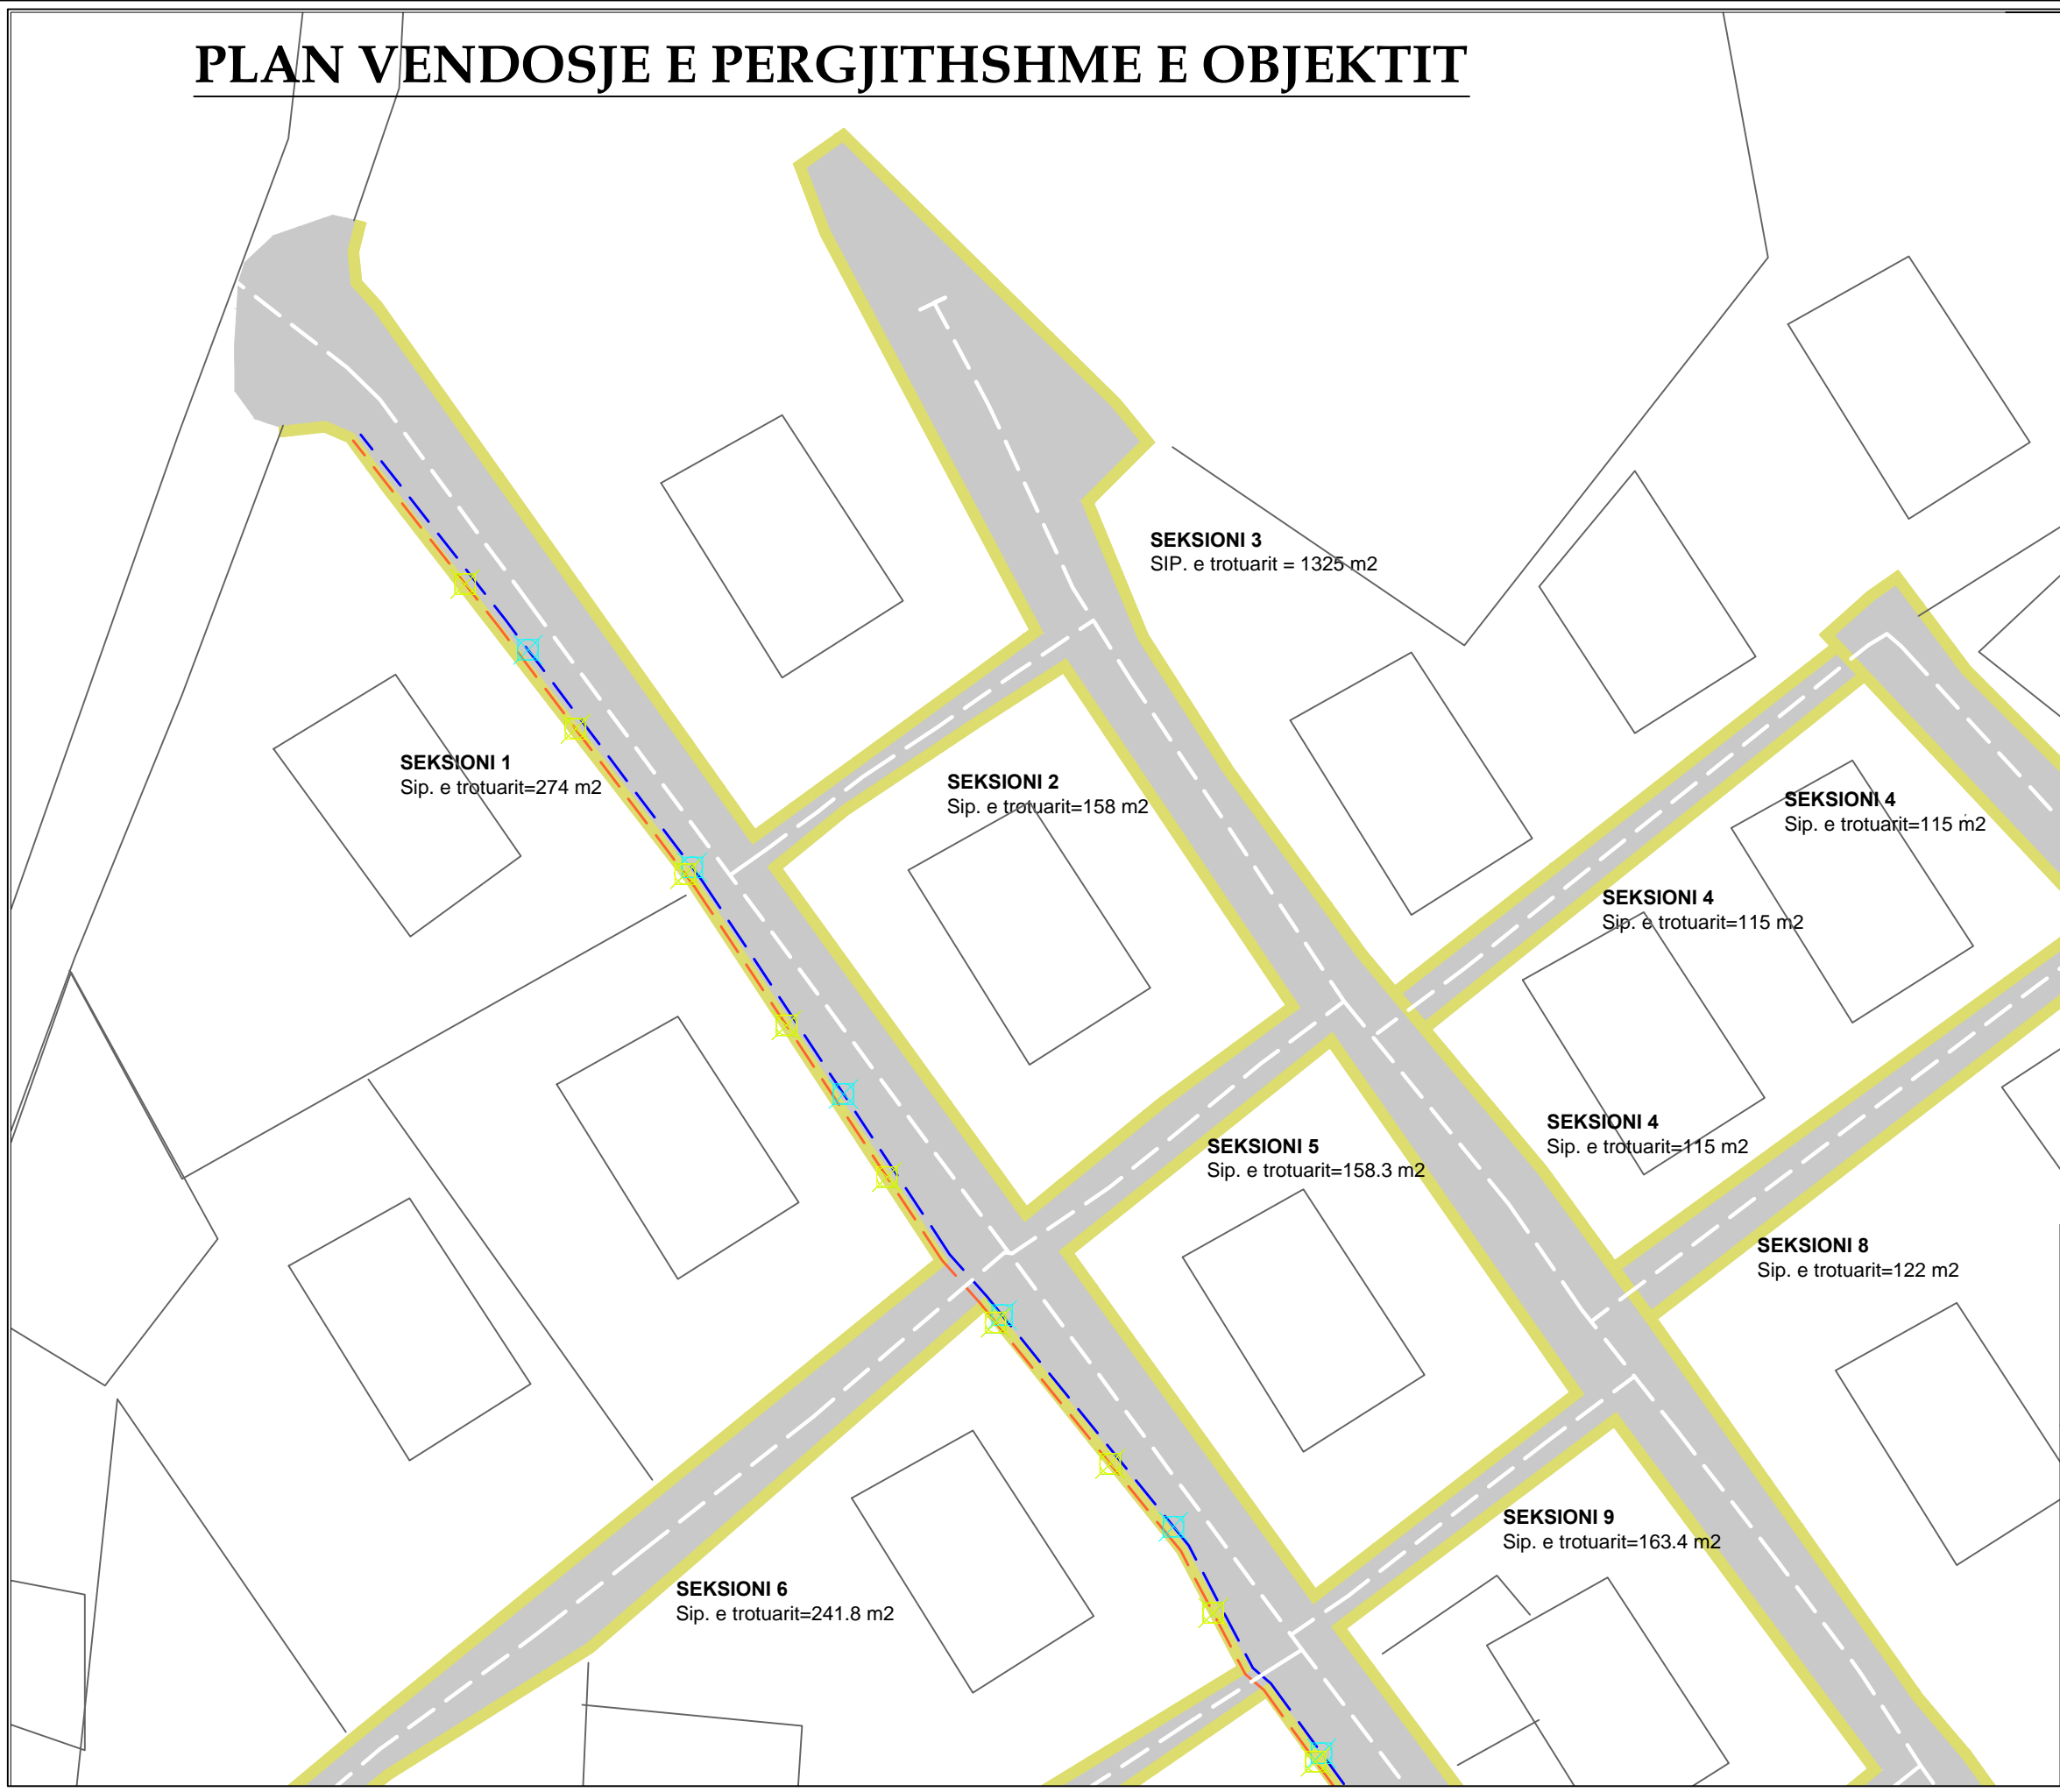 PLAN VENDOSJE E PERGJITHSHME E OBJEKTIT
SEKSIONI 3
SIP. e trotuarit = 1325 m2
SEKSIONI 1
Sip. e trotuarit=274 m2
SEKSIONI 2
Sip. e trotuarit=158 m2
SEKSIONI 4
Sip. e trotuarit=115 m2
SEKSIONI 4
Sip. e trotuarit=115 m2
SEKSIONI 4
Sip. e trotuarit=115 m2
SEKSIONI 5
Sip. e trotuarit=158.3 m2
SEKSIONI 8
Sip. e trotuarit=122 m2
SEKSIONI 9
Sip. e trotuarit=163.4 m2
SEKSIONI 6
Sip. e trotuarit=241.8 m2